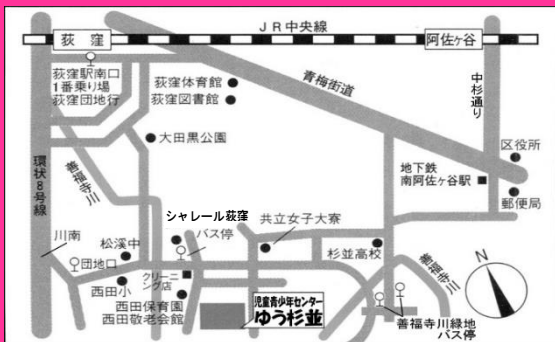 JR中央線
荻窪
阿佐ケ谷
荻窪駅南口
1番乗り場
荻窪団地行
荻窪体育館
荻窪図書館
青梅街道
中杉通り
大田黒公園
区役所
地下鉄
南阿佐ケ谷駅
郵便局
環状8号線
善福寺川
シャレール荻窪
バス停
共立女子大寮
川南
松溪中
団地口
クリーニング店
杉並高校
善福寺川
N
西田小
西田保育園
西田敬老会館
児童青少年センター
ゆう杉並
善福寺川緑地
バス停